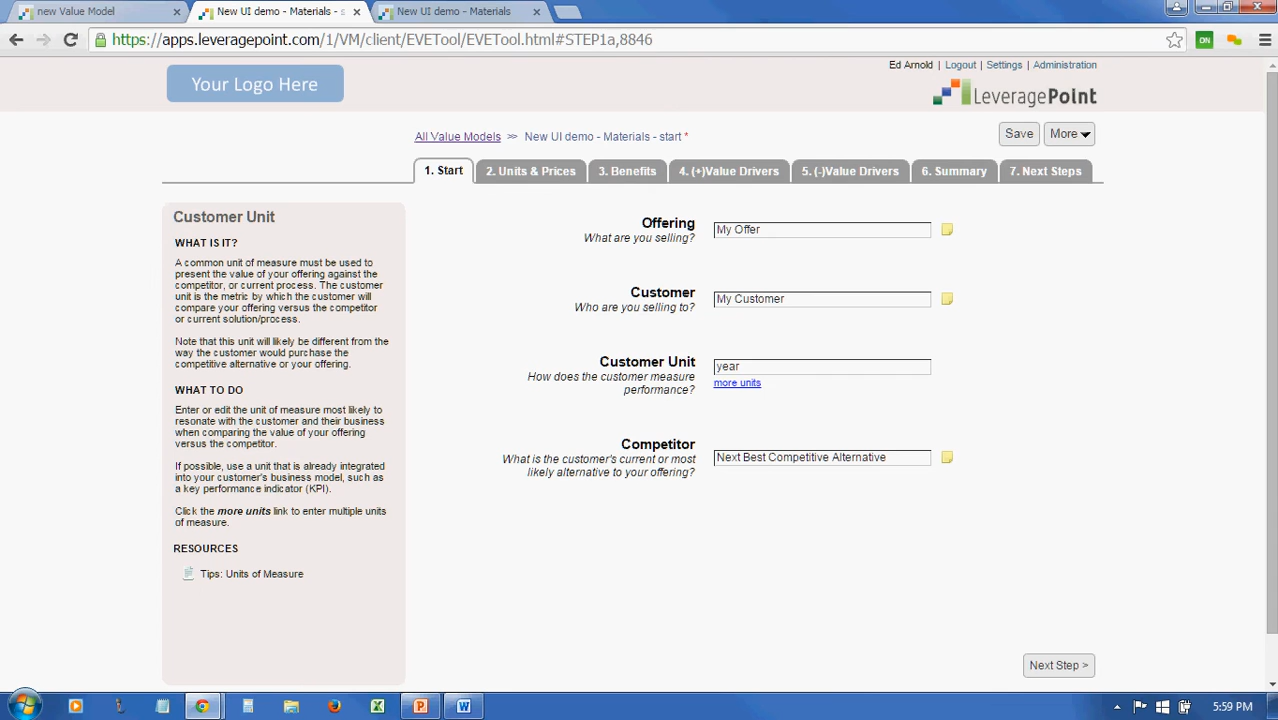 new Value Model
New UI demo - Materials - s
New UI demo - Materials
https://apps.leveragepoint.com/1/VM/client/EVETool/EVETool.html#STEP1a,8846
ON
Ed Arnold | Logout | Settings | Administration
Your Logo Here
LeveragePoint
All Value Models >> New UI demo - Materials - start *
Save
More
1. Start
2. Units & Prices
3. Benefits
4. (+)Value Drivers
5. (-)Value Drivers
6. Summary
7. Next Steps
Customer Unit
WHAT IS IT?
A common unit of measure must be used to
present the value of your offering against the
competitor, or current process. The customer
unit is the metric by which the customer will
compare your offering versus the competitor
or current solution/process.
Note that this unit will likely be different from the
way the customer would purchase the
competitive alternative or your offering.
WHAT TO DO
Enter or edit the unit of measure most likely to
resonate with the customer and their business
when comparing the value of your offering
versus the competitor.
If possible, use a unit that is already integrated
into your customer's business model, such as
a key performance indicator (KPI).
Click the more units link to enter multiple units
of measure.
RESOURCES
Tips: Units of Measure
Offering
What are you selling?
My Offer
Customer
Who are you selling to?
My Customer
Customer Unit
How does the customer measure
performance?
year
more units
Competitor
What is the customer's current or most
likely alternative to your offering?
Next Best Competitive Alternative
Next Step >
5:59 PM